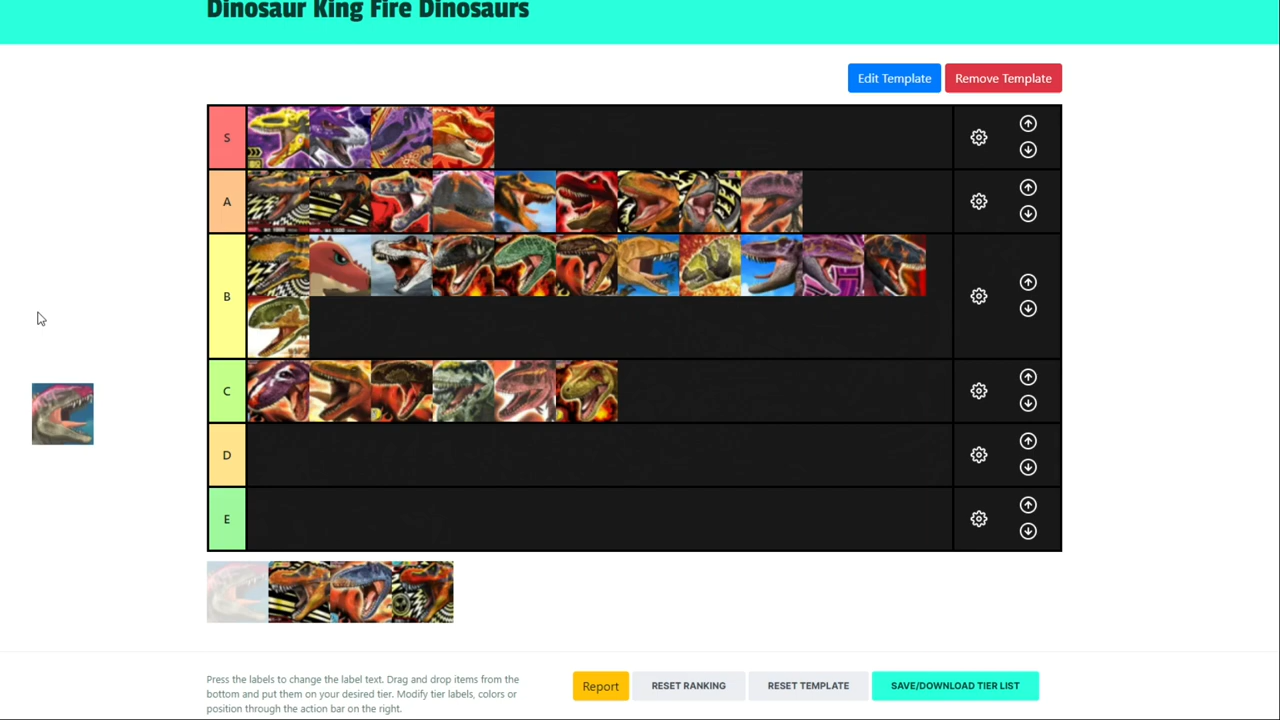 Dinosaur King Fire Dinosaurs
Edit Template
Remove Template
S
A
B
C
D
E
Press the labels to change the label text. Drag and drop items from the
bottom and put them on your desired tier. Modify tier labels, colors or
position through the action bar on the right.
Report
RESET RANKING
RESET TEMPLATE
SAVE/DOWNLOAD TIER LIST